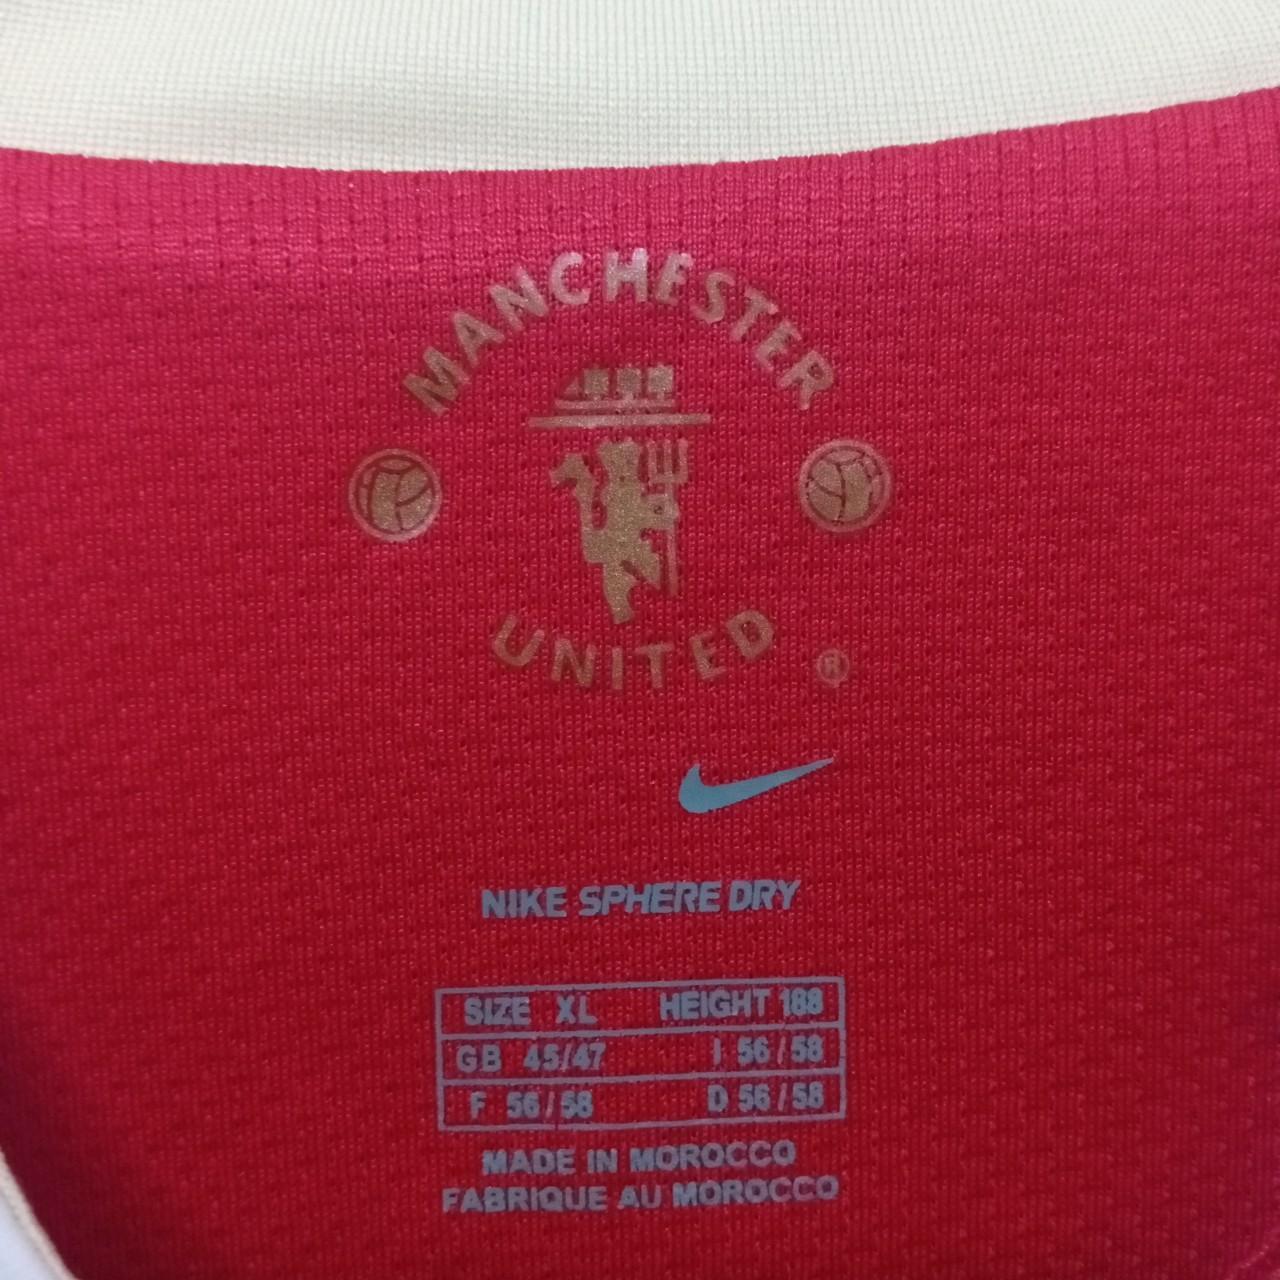 MANCHESTER
UNITED
®
NIKE SPHERE DRY
SIZE XL HEIGHT 188
GB 45/47 I 56/58
F 56/58 D 56/58
MADE IN MOROCCO
FABRIQUE AU MOROCCO